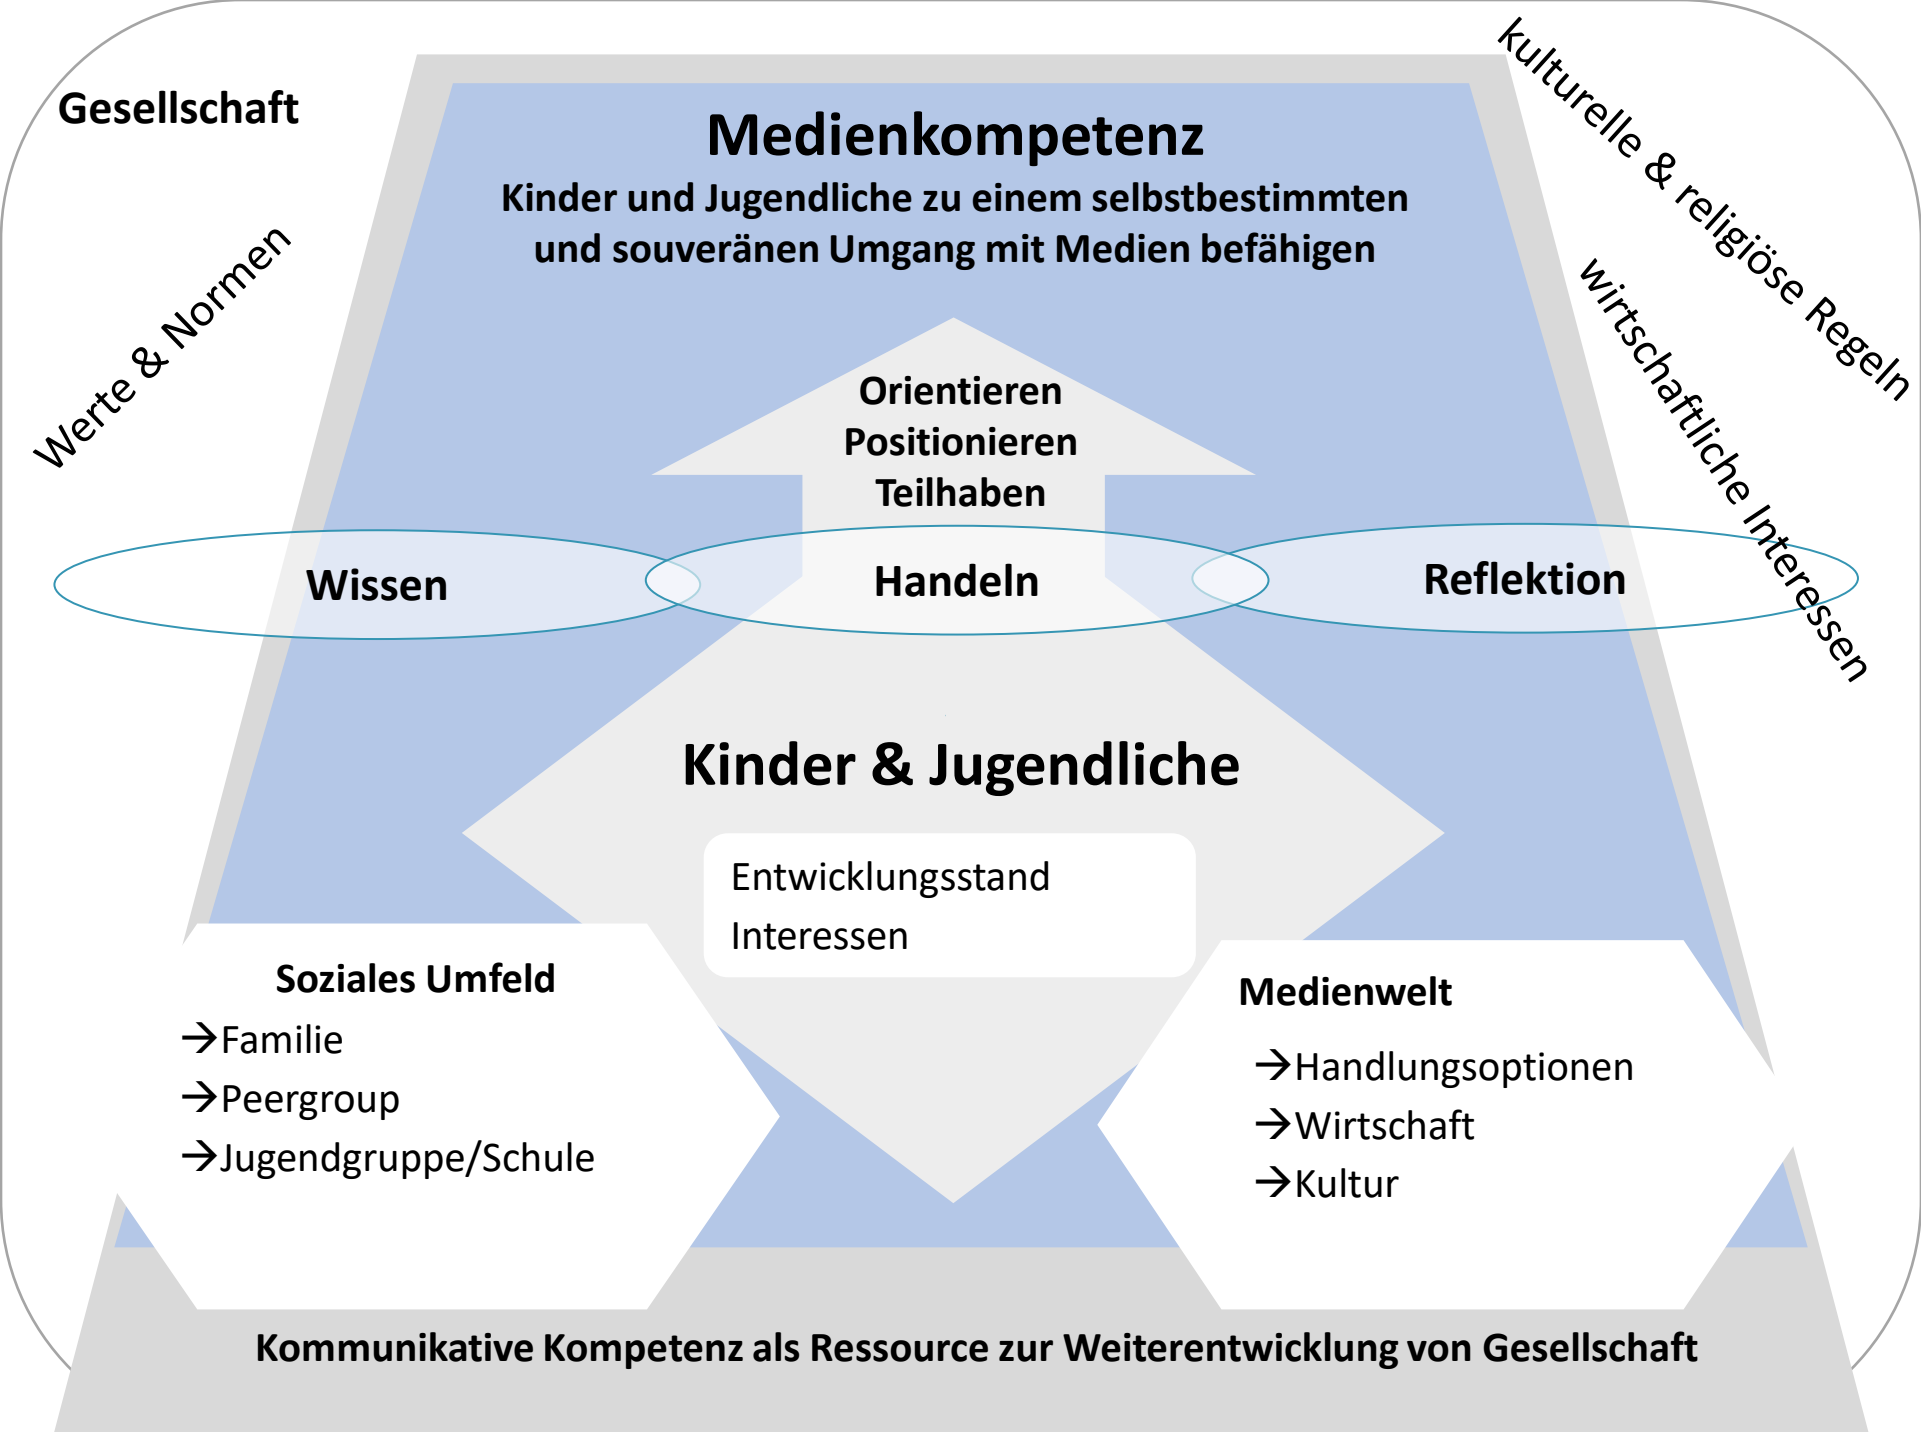 Gesellschaft
Werte & Normen
kulturelle & religiöse Regeln
wirtschaftliche Interessen
Medienkompetenz
Kinder und Jugendliche zu einem selbstbestimmten
und souveränen Umgang mit Medien befähigen
Orientieren
Positionieren
Teilhaben
Wissen
Handeln
Reflektion
Kinder & Jugendliche
Entwicklungsstand
Interessen
Soziales Umfeld
→Familie
→Peergroup
→Jugendgruppe/Schule
Medienwelt
→Handlungsoptionen
→Wirtschaft
→Kultur
Kommunikative Kompetenz als Ressource zur Weiterentwicklung von Gesellschaft